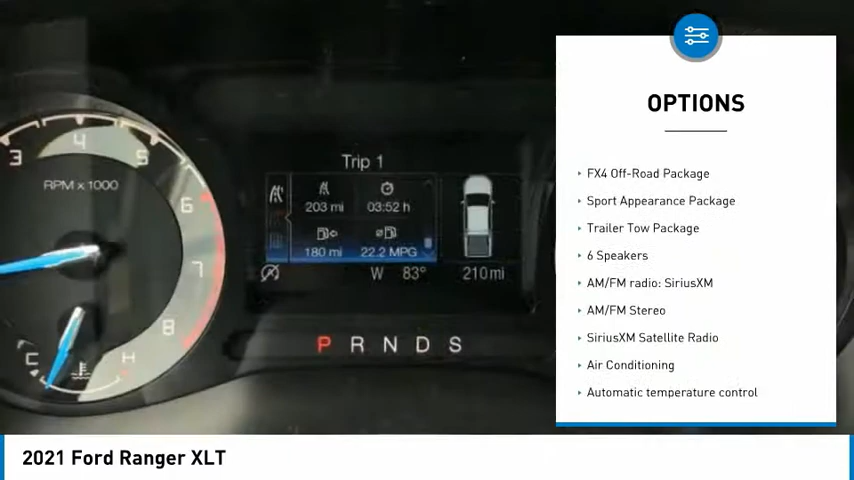 3
4
5
6
7
8
RPM x 1000
C
H
Trip 1
203 mi 03:52 h
180 mi 22.2 MPG
W 83° 210 mi
P R N D S
OPTIONS
FX4 Off-Road Package
Sport Appearance Package
Trailer Tow Package
6 Speakers
AM/FM radio: SiriusXM
AM/FM Stereo
SiriusXM Satellite Radio
Air Conditioning
Automatic temperature control
2021 Ford Ranger XLT